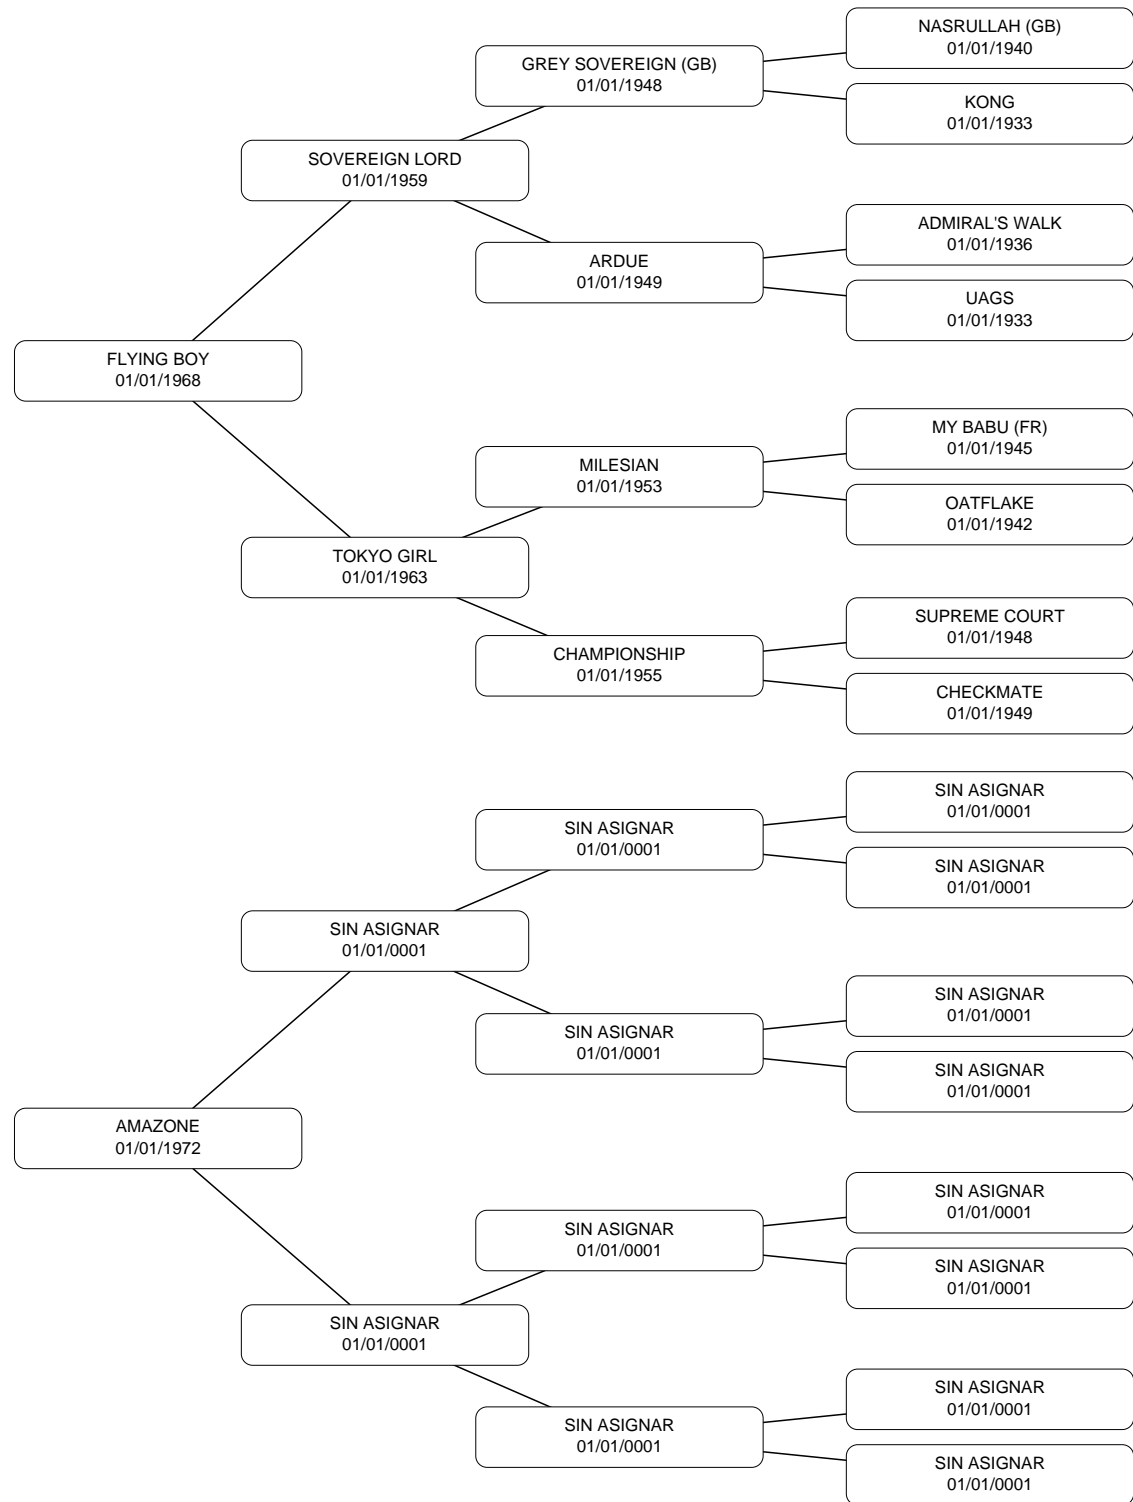 NASRULLAH (GB)
01/01/1940
GREY SOVEREIGN (GB)
01/01/1948
KONG
01/01/1933
SOVEREIGN LORD
01/01/1959
ADMIRAL'S WALK
01/01/1936
ARDUE
01/01/1949
UAGS
01/01/1933
FLYING BOY
01/01/1968
MY BABU (FR)
01/01/1945
MILESIAN
01/01/1953
OATFLAKE
01/01/1942
TOKYO GIRL
01/01/1963
SUPREME COURT
01/01/1948
CHAMPIONSHIP
01/01/1955
CHECKMATE
01/01/1949
SIN ASIGNAR
01/01/0001
SIN ASIGNAR
01/01/0001
SIN ASIGNAR
01/01/0001
SIN ASIGNAR
01/01/0001
SIN ASIGNAR
01/01/0001
SIN ASIGNAR
01/01/0001
SIN ASIGNAR
01/01/0001
AMAZONE
01/01/1972
SIN ASIGNAR
01/01/0001
SIN ASIGNAR
01/01/0001
SIN ASIGNAR
01/01/0001
SIN ASIGNAR
01/01/0001
SIN ASIGNAR
01/01/0001
SIN ASIGNAR
01/01/0001
SIN ASIGNAR
01/01/0001